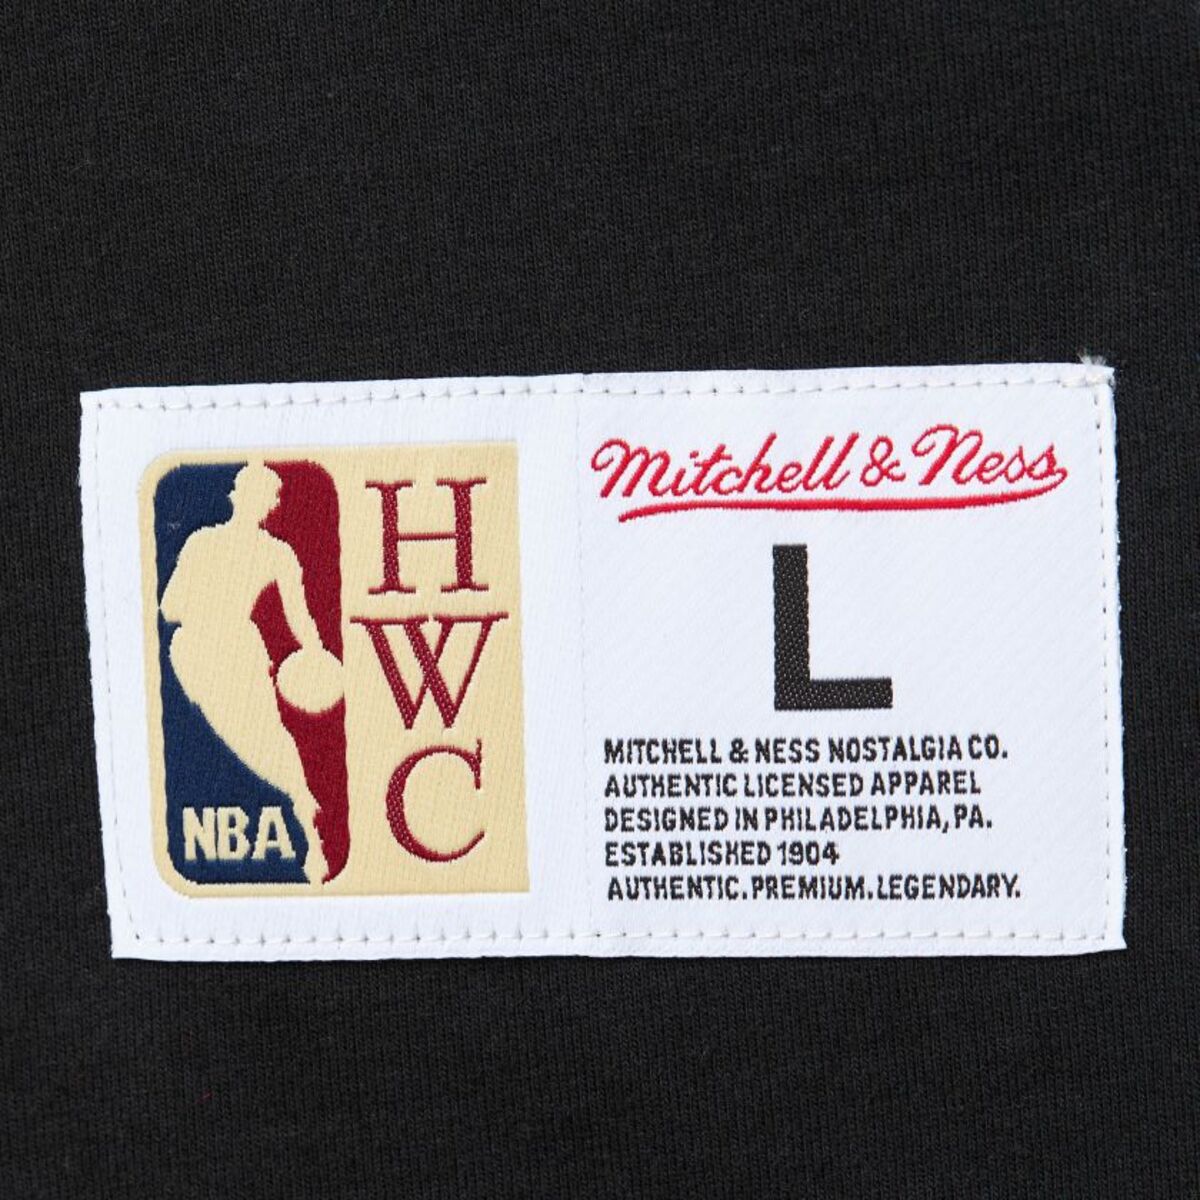 NBA
H
W
C
Mitchell & Ness
L
MITCHELL & NESS NOSTALGIA CO.
AUTHENTIC LICENSED APPAREL
DESIGNED IN PHILADELPHIA, PA.
ESTABLISHED 1904
AUTHENTIC. PREMIUM. LEGENDARY.